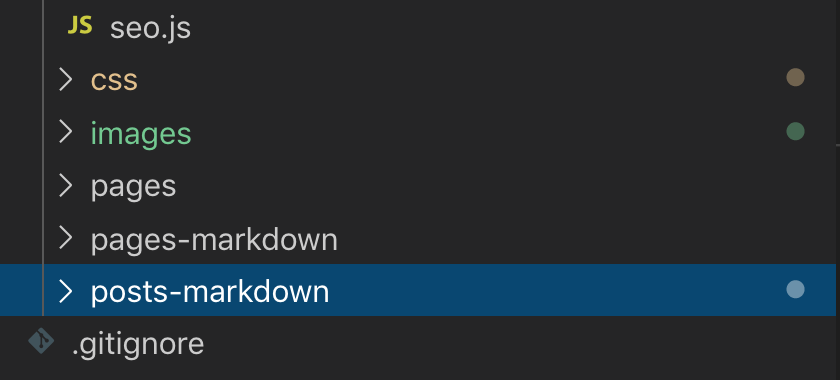 JS seo.js
css
images
pages
pages-markdown
posts-markdown
.gitignore